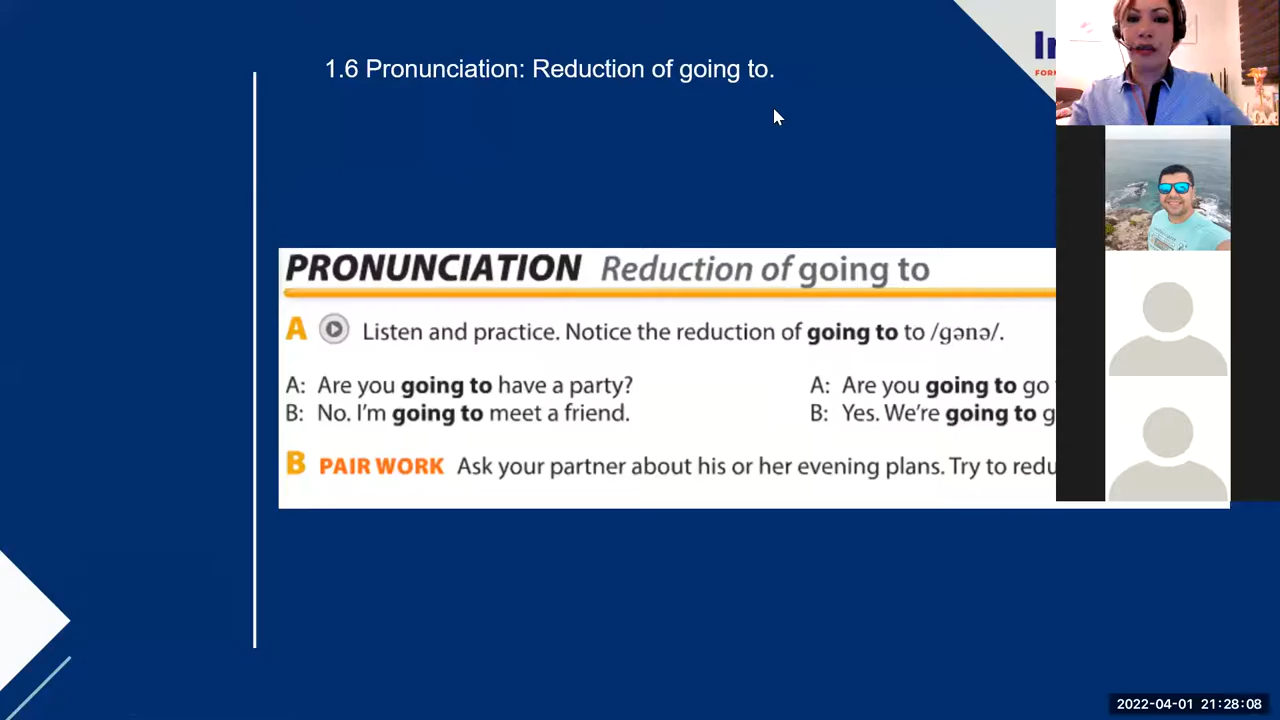 1.6 Pronunciation: Reduction of going to.
PRONUNCIATION Reduction of going to
A Listen and practice. Notice the reduction of going to to /gənə/.
A: Are you going to have a party?
B: No. I'm going to meet a friend.
A: Are you going to go
B: Yes. We're going to g
B PAIR WORK Ask your partner about his or her evening plans. Try to redu
In
FOR
2022-04-01 21:28:08